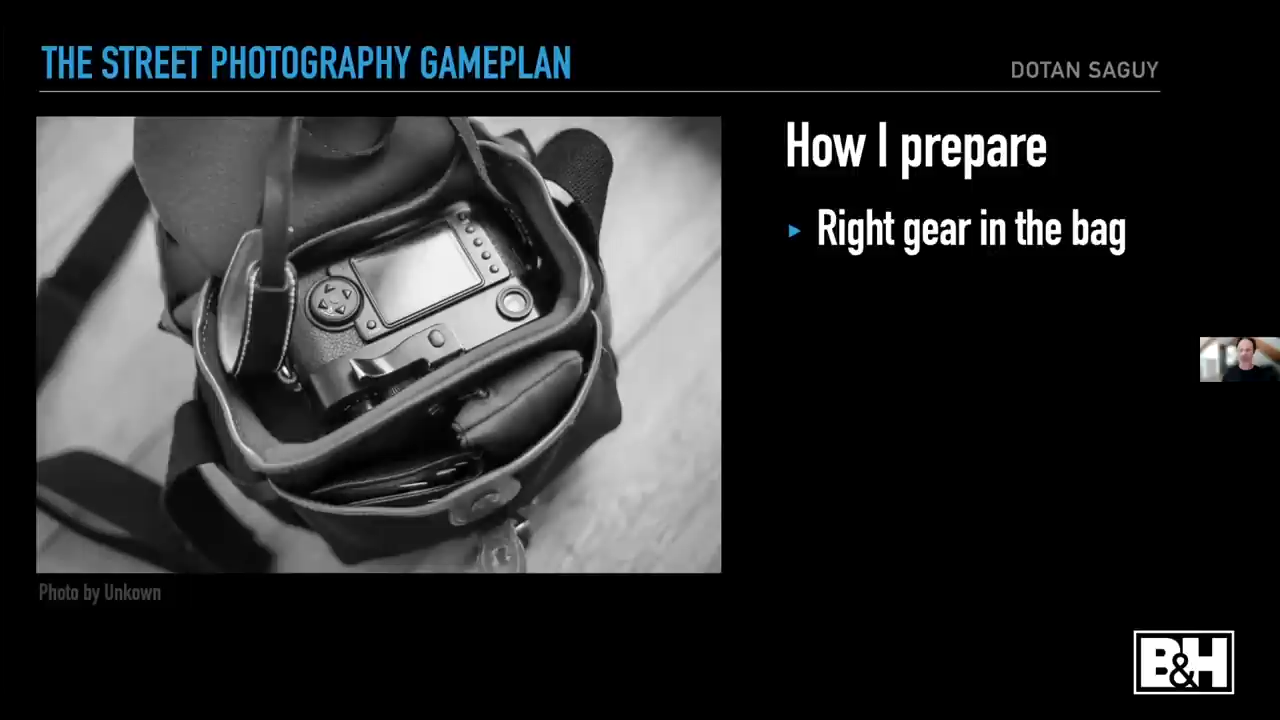 THE STREET PHOTOGRAPHY GAMEPLAN
DOTAN SAGUY
How I prepare
▸ Right gear in the bag
Photo by Unkown
B&H